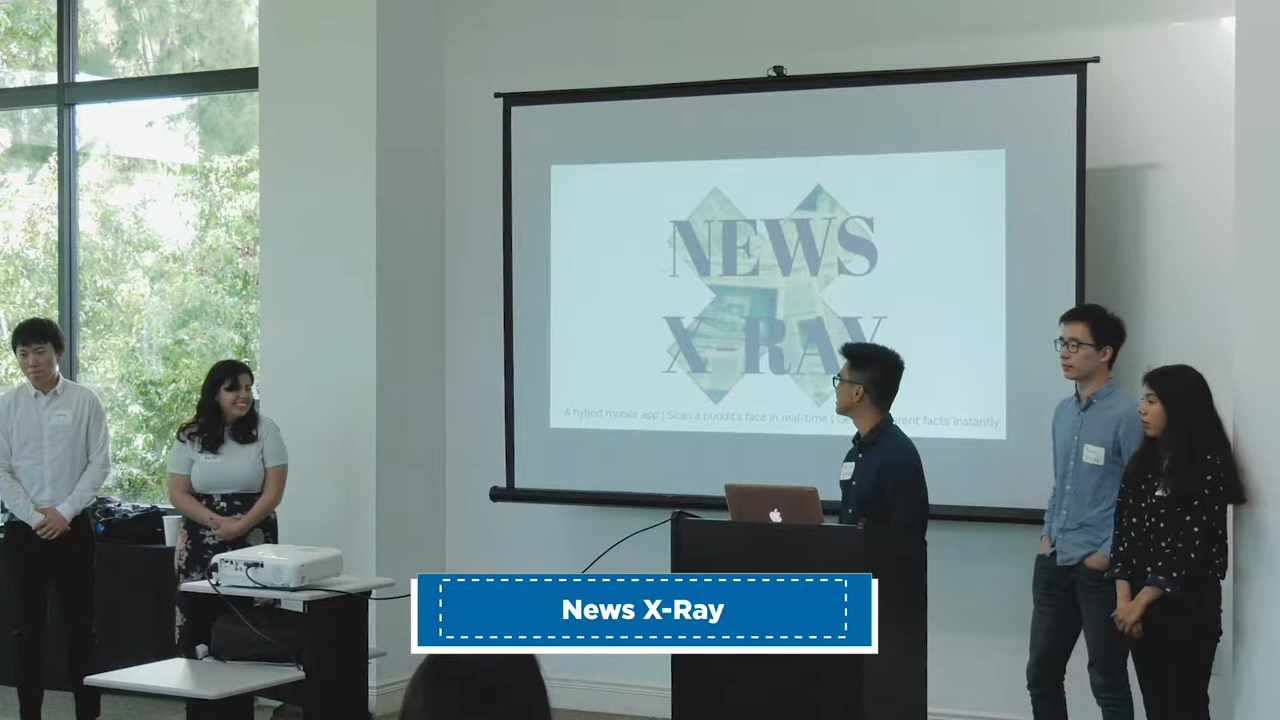 NEWS
X RAY
A hybrid mobile app | Scan a pundit's face in real-time | facts instantly
News X-Ray